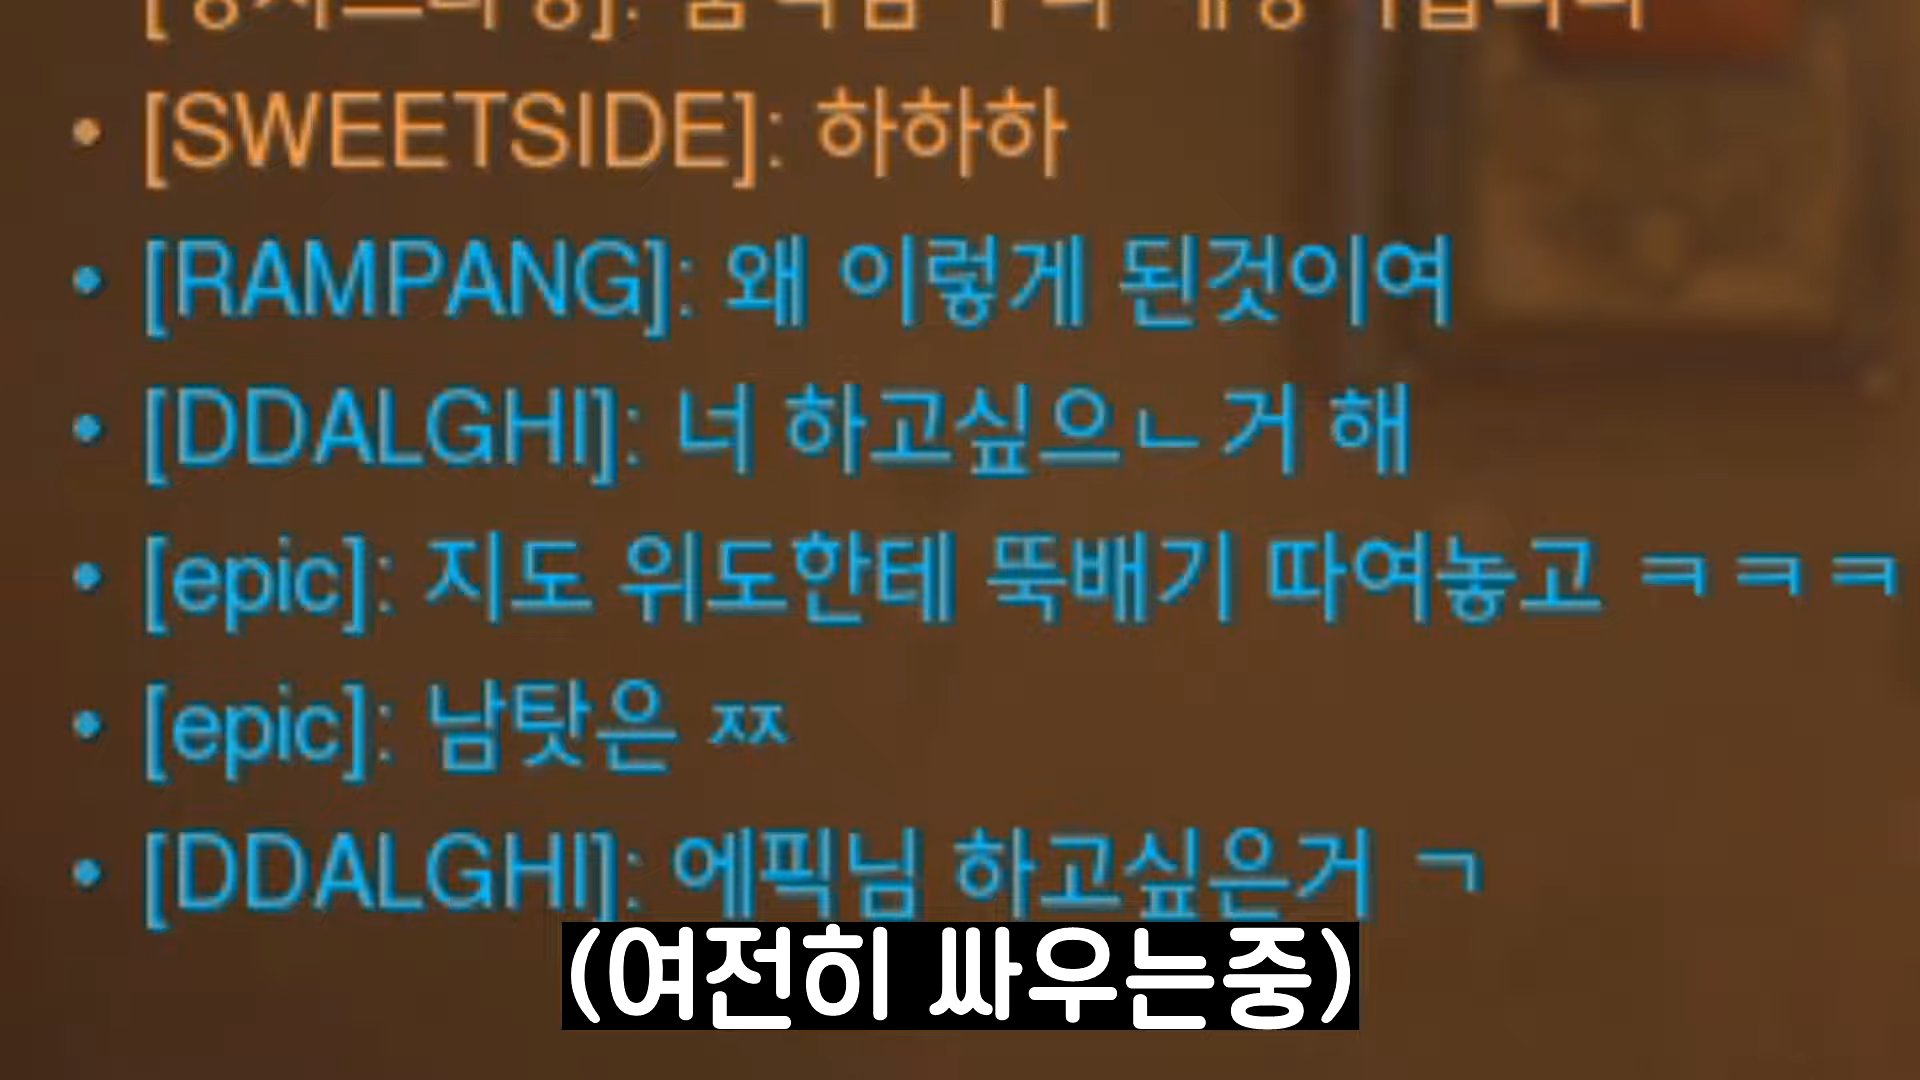 • [SWEETSIDE]: 하하하
• [RAMPANG]: 왜 이렇게 된것이여
• [DDALGHI]: 너 하고싶으ㄴ거 해
• [epic]: 지도 위도한테 뚝배기 따여놓고 ㅋㅋㅋ
• [epic]: 남탓은 ㅉ
• [DDALGHI]: 에픽님 하고싶은거 ㄱ
(여전히 싸우는중)